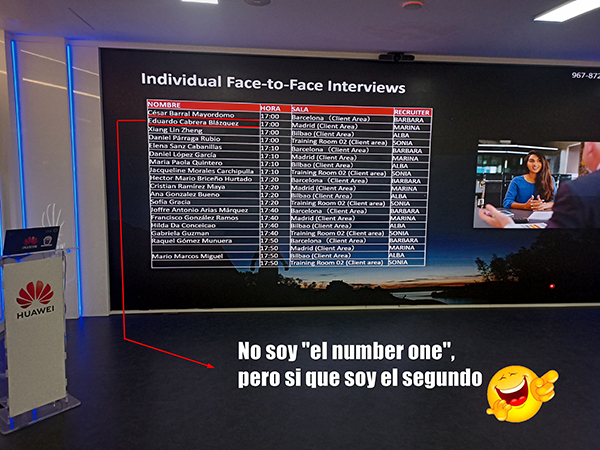 967-872
Individual Face-to-Face Interviews
NOMBRE HORA SALA RECRUITER
César Barral Mayordomo 17:00 Barcelona (Client Area) BARBARA
Eduardo Cabrera Blázquez 17:00 Madrid (Client Area) MARINA
Xiang Lin Zheng 17:00 Bilbao (Client Area) ALBA
Daniel Párraga Rubio 17:00 Training Room 02 (Client area) SONIA
Elena Sanz Cabanillas 17:10 Barcelona (Client Area) BARBARA
Daniel López García 17:10 Madrid (Client Area) MARINA
Maria Paola Quintero 17:10 Bilbao (Client Area) ALBA
Jacqueline Morales Carchipulla 17:10 Training Room 02 (Client area) SONIA
Hector Mario Briceño Hurtado 17:20 Barcelona (Client Area) BARBARA
Cristian Ramírez Maya 17:20 Madrid (Client Area) MARINA
Ana Gonzalez Bueno 17:20 Bilbao (Client Area) ALBA
Sofía Gracia 17:20 Training Room 02 (Client area) SONIA
Joffre Antonio Arias Márquez 17:40 Barcelona (Client Area) BARBARA
Francisco González Ramos 17:40 Madrid (Client Area) MARINA
Hilda Da Conceicao 17:40 Bilbao (Client Area) ALBA
Gabriela Guzman 17:40 Training Room 02 (Client area) SONIA
Raquel Gómez Munuera 17:50 Barcelona (Client Area) BARBARA
17:50 Madrid (Client Area) MARINA
Mario Marcos Miguel 17:50 Bilbao (Client Area) ALBA
17:50 Training Room 02 (Client area) SONIA
HUAWEI
No soy "el number one",
pero si que soy el segundo